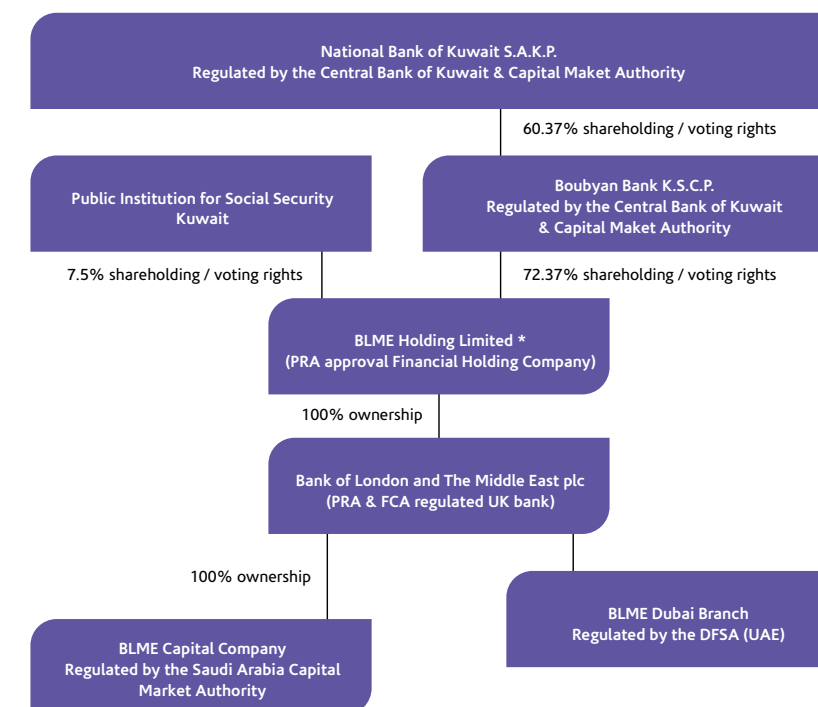 National Bank of Kuwait S.A.K.P.
Regulated by the Central Bank of Kuwait & Capital Maket Authority
60.37% shareholding / voting rights
Public Institution for Social Security
Kuwait
Boubyan Bank K.S.C.P.
Regulated by the Central Bank of Kuwait
& Capital Maket Authority
7.5% shareholding / voting rights
72.37% shareholding / voting rights
BLME Holding Limited *
(PRA approval Financial Holding Company)
100% ownership
Bank of London and The Middle East plc
(PRA & FCA regulated UK bank)
100% ownership
BLME Dubai Branch
Regulated by the DFSA (UAE)
BLME Capital Company
Regulated by the Saudi Arabia Capital
Market Authority